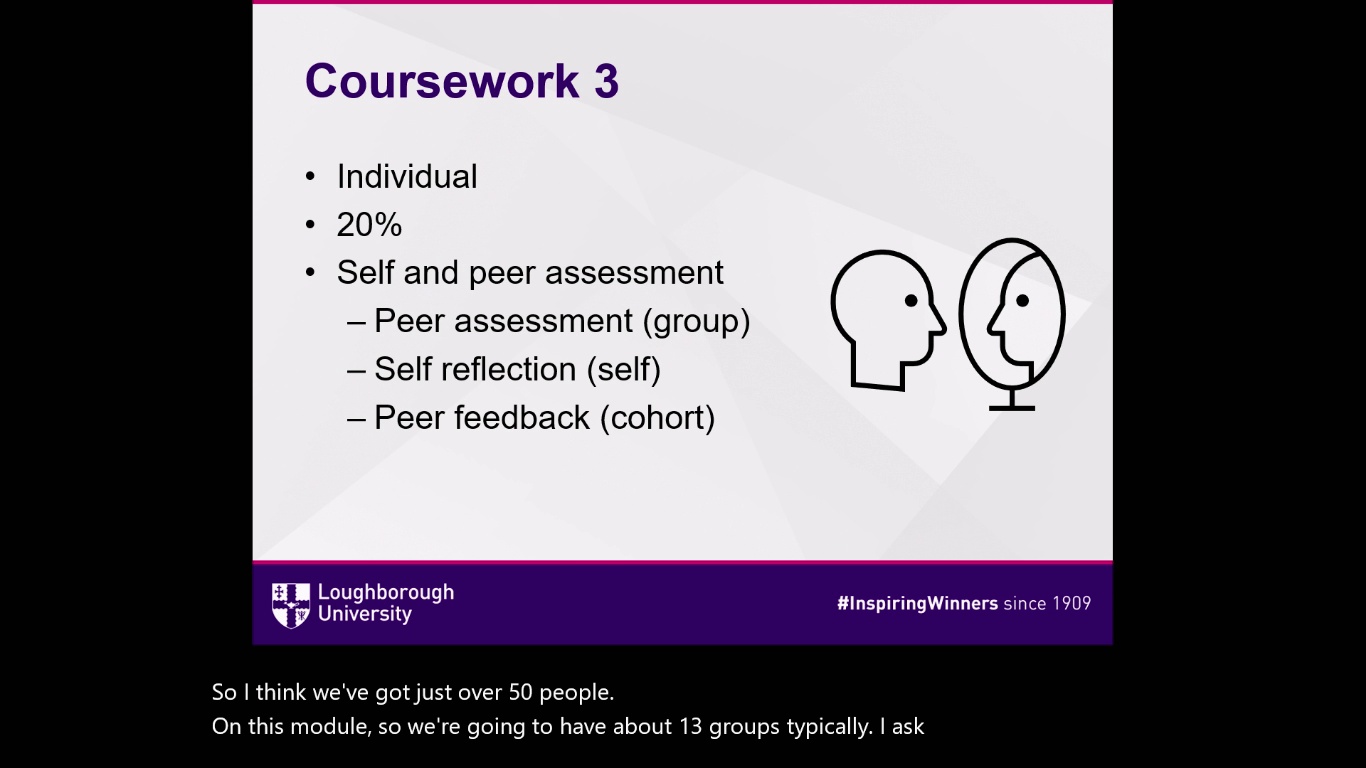 Coursework 3
• Individual
• 20%
• Self and peer assessment
– Peer assessment (group)
– Self reflection (self)
– Peer feedback (cohort)
Loughborough
University
#InspiringWinners since 1909
So I think we've got just over 50 people.
On this module, so we're going to have about 13 groups typically. I ask